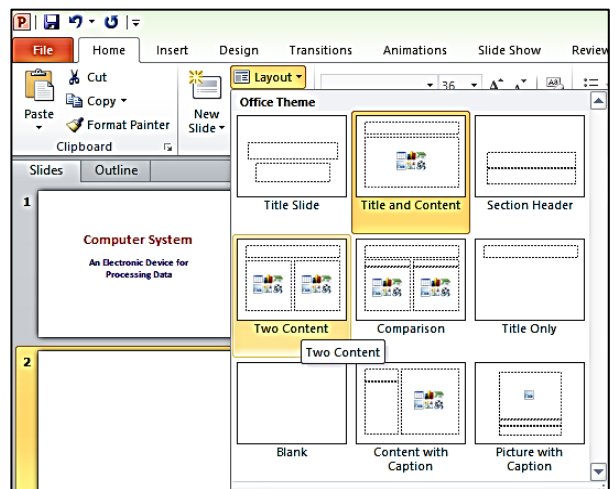 P
File Home Insert Design Transitions Animations Slide Show Review
Cut
Copy
Format Painter
Paste
Clipboard
New
Slide
Layout
36
Slides Outline
1
Computer System
An Electronic Device for
Processing Data
2
Office Theme
Title Slide Title and Content Section Header
Two Content Comparison Title Only
Two Content
Blank Content with
Caption Picture with
Caption